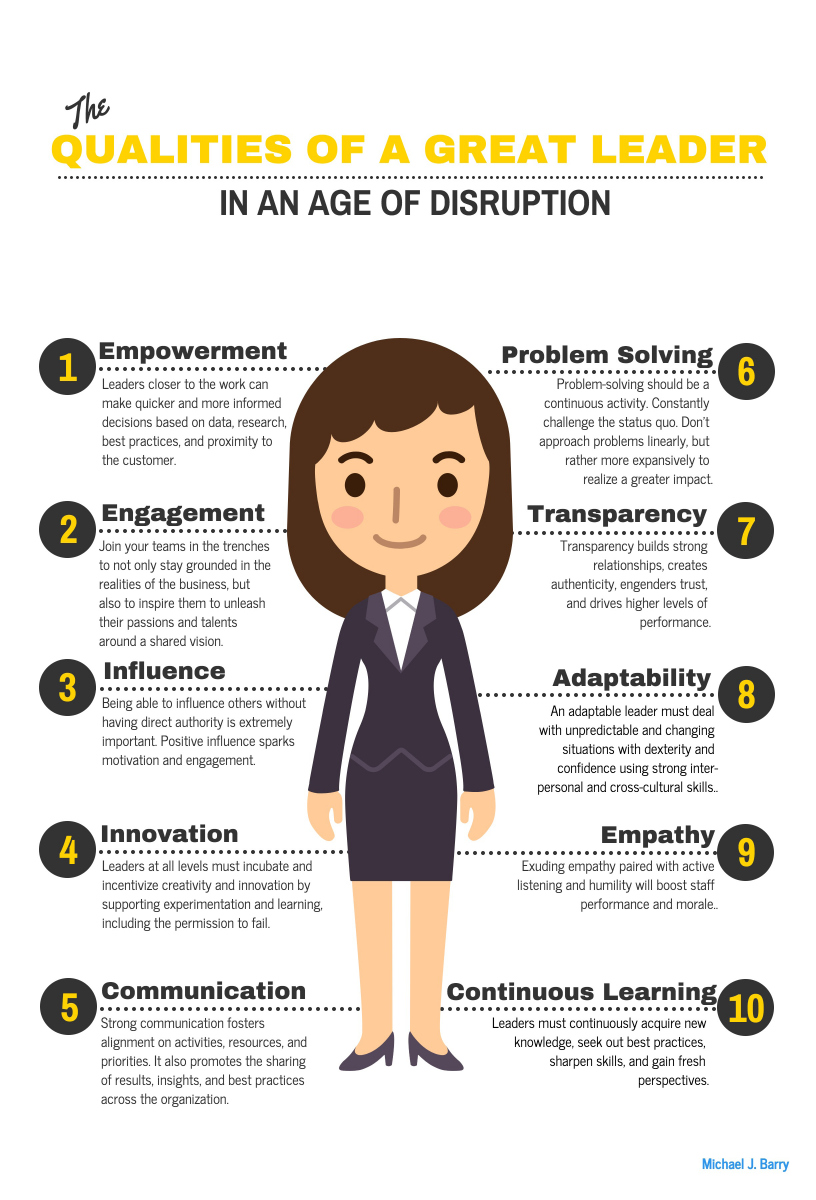 The
QUALITIES OF A GREAT LEADER
IN AN AGE OF DISRUPTION
1
Empowerment
Leaders closer to the work can
make quicker and more informed
decisions based on data, research,
best practices, and proximity to
the customer.
2
Engagement
Join your teams in the trenches
to not only stay grounded in the
realities of the business, but
also to inspire them to unleash
their passions and talents
around a shared vision.
3
Influence
Being able to influence others without
having direct authority is extremely
important. Positive influence sparks
motivation and engagement.
4
Innovation
Leaders at all levels must incubate and
incentivize creativity and innovation by
supporting experimentation and learning,
including the permission to fail.
5
Communication
Strong communication fosters
alignment on activities, resources, and
priorities. It also promotes the sharing
of results, insights, and best practices
across the organization.
Problem Solving
6
Problem-solving should be a
continuous activity. Constantly
challenge the status quo. Don't
approach problems linearly, but
rather more expansively to
realize a greater impact.
Transparency
7
Transparency builds strong
relationships, creates
authenticity, engenders trust,
and drives higher levels of
performance.
Adaptability
8
An adaptable leader must deal
with unpredictable and changing
situations with dexterity and
confidence using strong inter-
personal and cross-cultural skills..
Empathy
9
Exuding empathy paired with active
listening and humility will boost staff
performance and morale..
Continuous Learning
10
Leaders must continuously acquire new
knowledge, seek out best practices,
sharpen skills, and gain fresh
perspectives.
Michael J. Barry